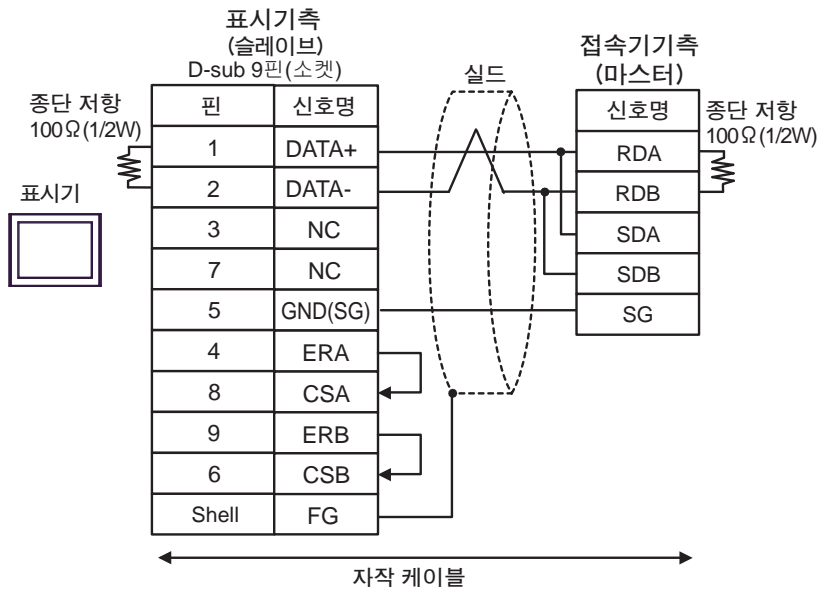 표시기측
(슬레이브)
D-sub 9핀(소켓)
실드
접속기기측
(마스터)
종단 저항
100Ω(1/2W)
핀 신호명
1 DATA+
2 DATA-
3 NC
7 NC
5 GND(SG)
4 ERA
8 CSA
9 ERB
6 CSB
Shell FG
표시기
신호명
RDA
RDB
SDA
SDB
SG
종단 저항
100Ω(1/2W)
자작 케이블